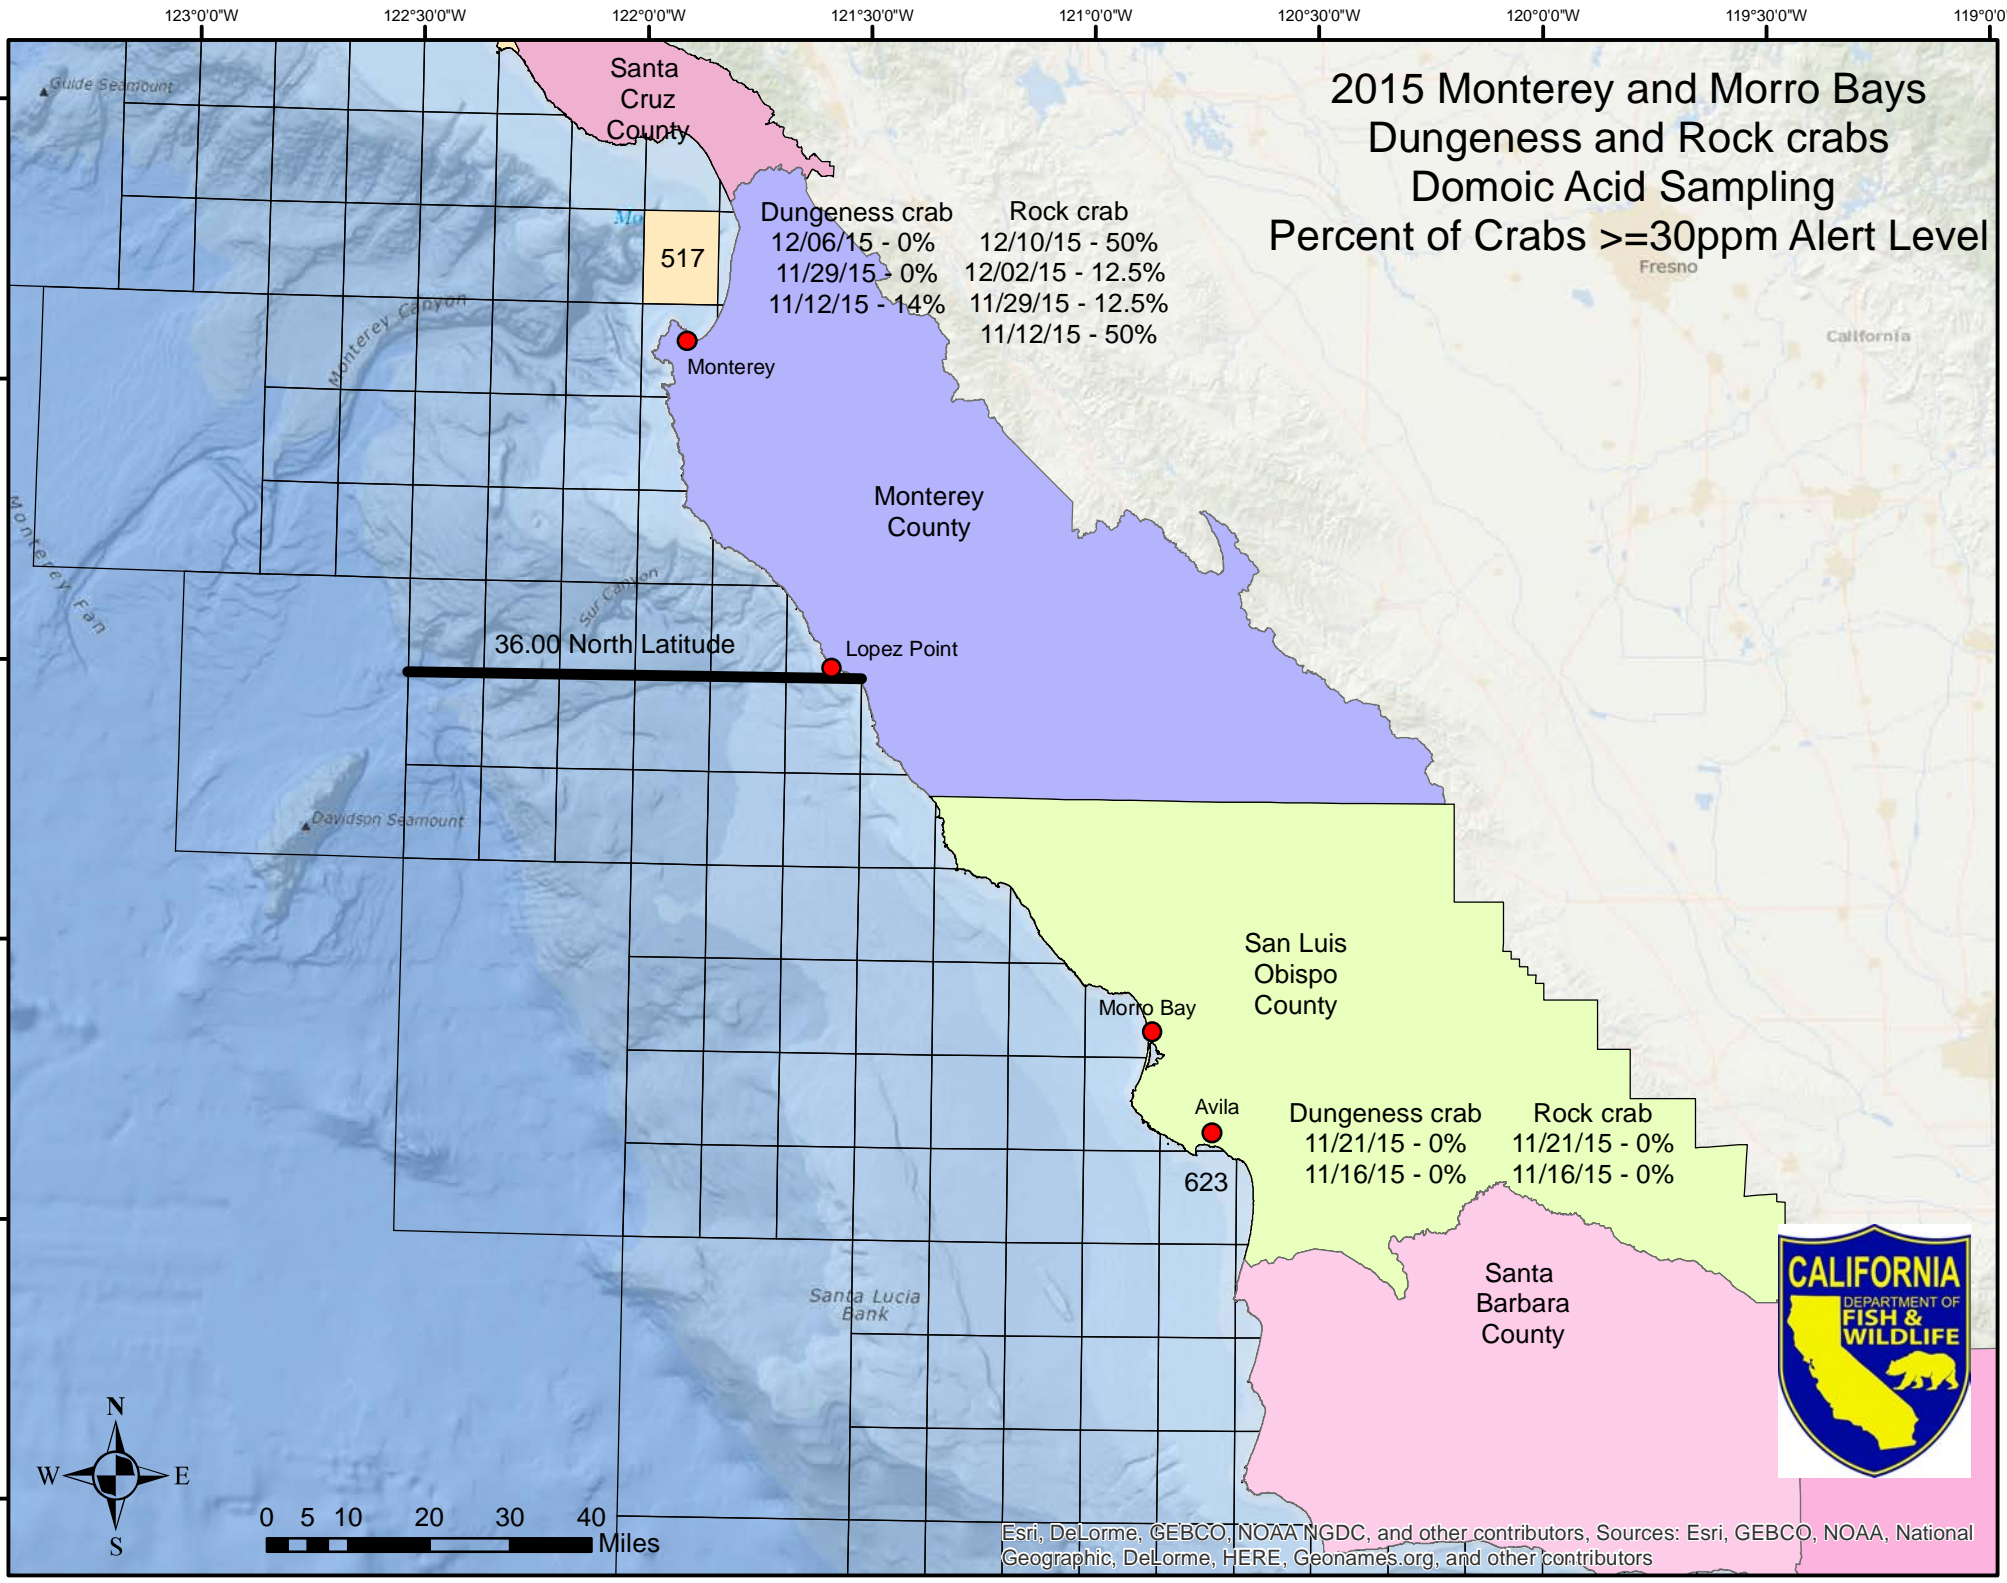 123°0'0"W 122°30'0"W 122°0'0"W 121°30'0"W 121°0'0"W 120°30'0"W 120°0'0"W 119°30'0"W
2015 Monterey and Morro Bays
Dungeness and Rock crabs
Domoic Acid Sampling
Percent of Crabs >=30ppm Alert Level
Guide Seamount
Santa
Cruz
County
Mo
517
Dungeness crab
12/06/15 - 0%
11/29/15 - 0%
11/12/15 - 14%
Rock crab
12/10/15 - 50%
12/02/15 - 12.5%
11/29/15 - 12.5%
11/12/15 - 50%
Fresno
California
Monterey Canyon
Monterey
Monterey
County
Monterey Fan
Sur Canyon
36.00 North Latitude
Lopez Point
Davidson Seamount
San Luis
Obispo
County
Morro Bay
Avila
623
Dungeness crab
11/21/15 - 0%
11/16/15 - 0%
Rock crab
11/21/15 - 0%
11/16/15 - 0%
Santa Lucia
Bank
Santa
Barbara
County
CALIFORNIA
DEPARTMENT OF
FISH &
WILDLIFE
N
W E
S
0 5 10 20 30 40
Miles
Esri, DeLorme, GEBCO, NOAA NGDC, and other contributors, Sources: Esri, GEBCO, NOAA, National
Geographic, DeLorme, HERE, Geonames.org, and other contributors